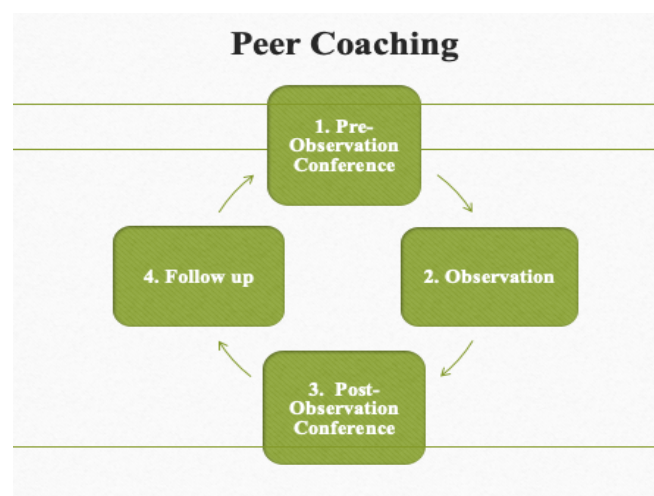 Peer Coaching
1. Pre-
Observation
Conference
2. Observation
3. Post-
Observation
Conference
4. Follow up